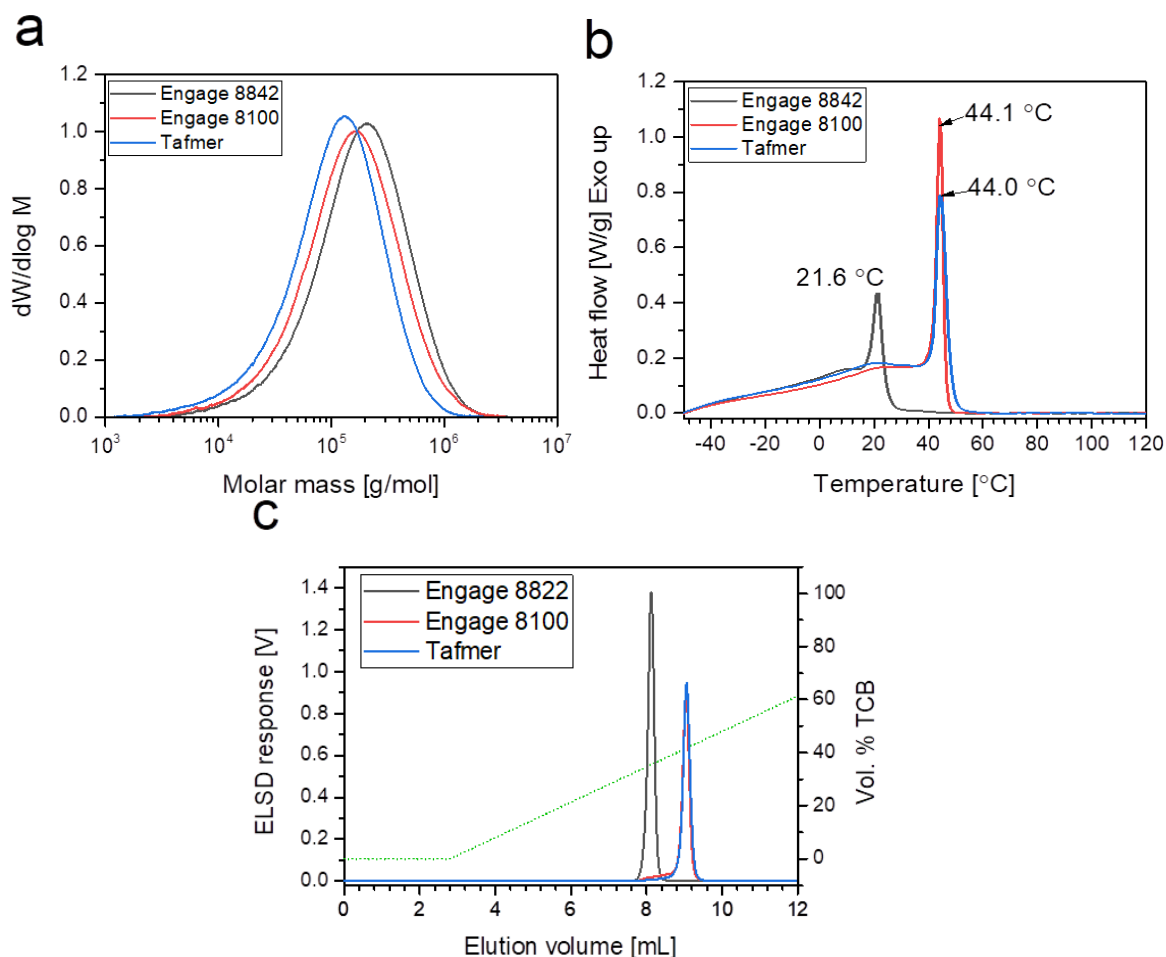 a
1.2
1.0
0.8
0.6
0.4
0.2
0.0
dW/dlog M
Engage 8842
Engage 8100
Tafmer
10³
10⁴
10⁵
10⁶
10⁷
Molar mass [g/mol]
b
1.2
1.0
0.8
0.6
0.4
0.2
0.0
Heat flow [W/g] Exo up
Engage 8842
Engage 8100
Tafmer
44.1 °C
44.0 °C
21.6 °C
-40 -20 0 20 40 60 80 100 120
Temperature [°C]
c
1.4
1.2
1.0
0.8
0.6
0.4
0.2
0.0
ELSD response [V]
Engage 8822
Engage 8100
Tafmer
100
80
60
40
20
0
Vol. % TCB
0 2 4 6 8 10 12
Elution volume [mL]